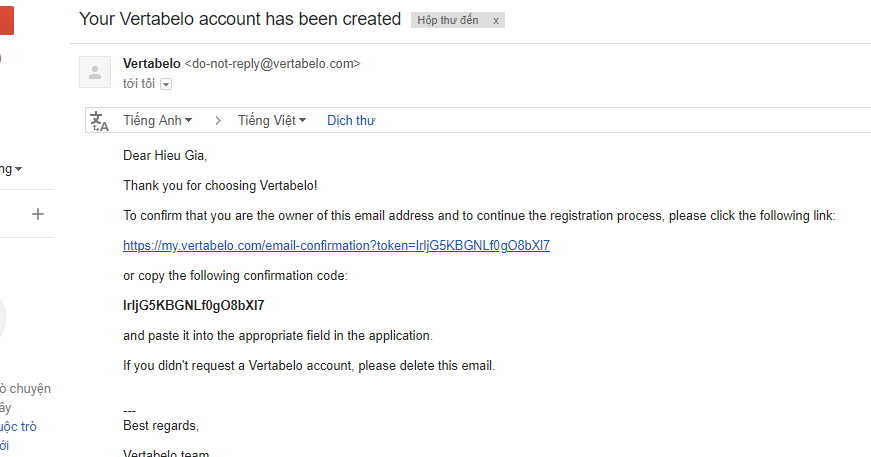 Your Vertabelo account has been created Hộp thư đến x
Vertabelo <do-not-reply@vertabelo.com>
tới tôi
Tiếng Anh > Tiếng Việt Dịch thư
Dear Hieu Gia,
Thank you for choosing Vertabelo!
To confirm that you are the owner of this email address and to continue the registration process, please click the following link:
https://my.vertabelo.com/email-confirmation?token=IrljG5KBGNLf0gO8bXl7
or copy the following confirmation code:
IrljG5KBGNLf0gO8bXl7
and paste it into the appropriate field in the application.
If you didn't request a Vertabelo account, please delete this email.
---
Best regards,
Vertabelo team
ng
+
chuyện
trò